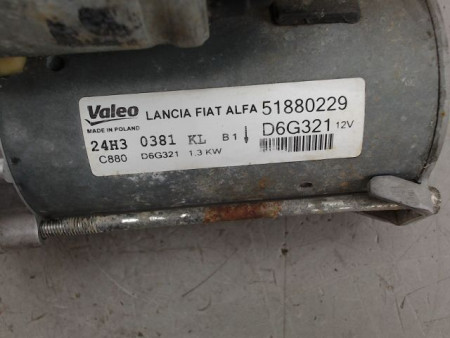 Valeo LANCIA FIAT ALFA 51880229
MADE IN POLAND D6G321 12V
24H3 0381 KL B1
C880 D6G321 1.3 KW